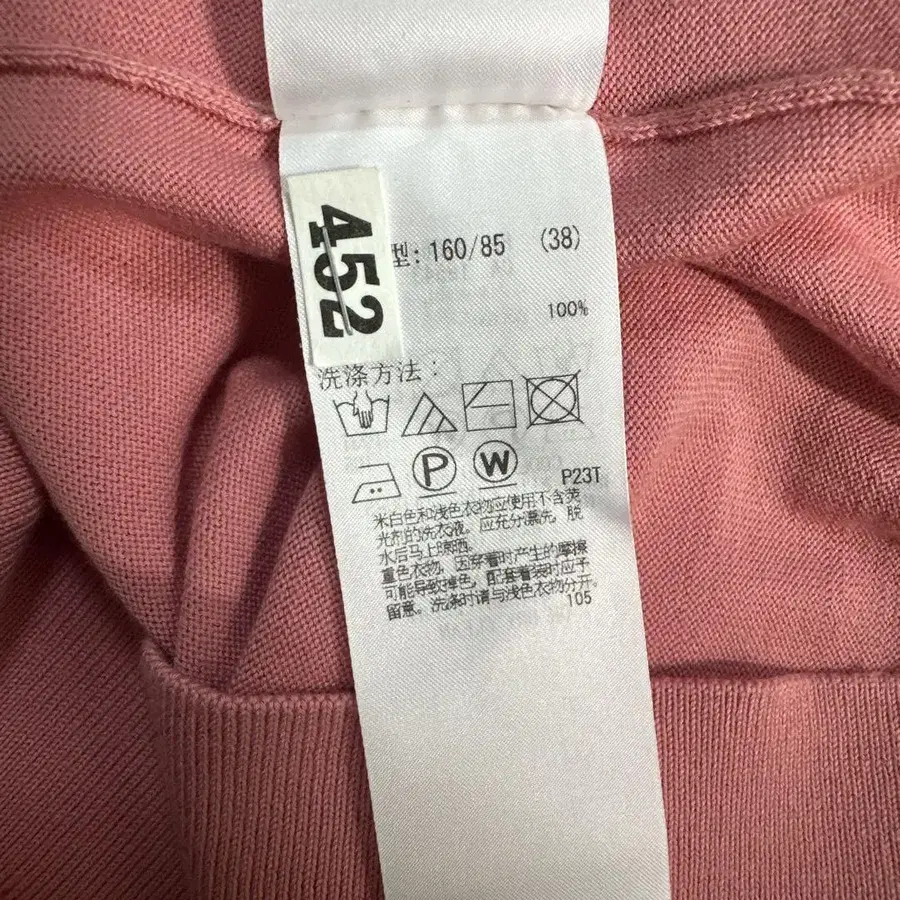 452
型: 160/85 (38)
100%
洗涤方法:
P W
P23T
米白色和浅色衣物应使用不含荧
光剂的洗衣液, 应充分漂洗, 脱
水后马上晾晒。
重色衣物, 因穿着时产生的摩擦
可能导致掉色, 配套着装时应予
留意。洗涤时请与浅色衣物分开。
105